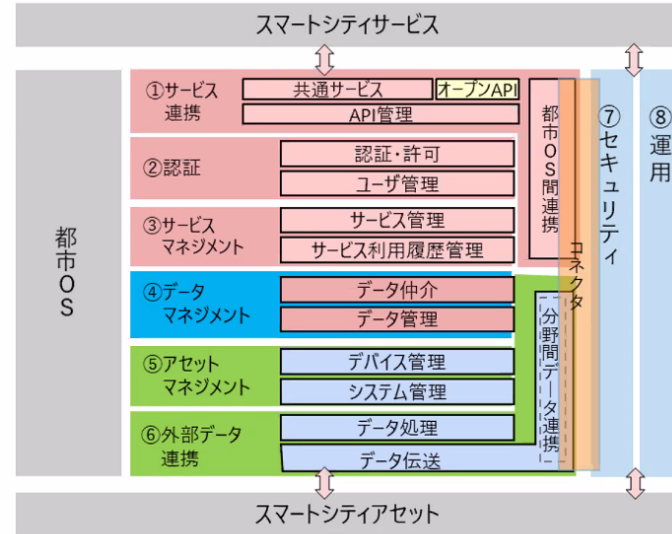 スマートシティサービス
都市OS
①サービス
連携
共通サービス
オープンAPI
API管理
②認証
認証・許可
ユーザ管理
③サービス
マネジメント
サービス管理
サービス利用履歴管理
④データ
マネジメント
データ仲介
データ管理
⑤アセット
マネジメント
デバイス管理
システム管理
⑥外部データ
連携
データ処理
データ伝送
都市OS間連携
分野間データ連携
コネクタ
⑦セキュリティ
⑧運用
スマートシティアセット